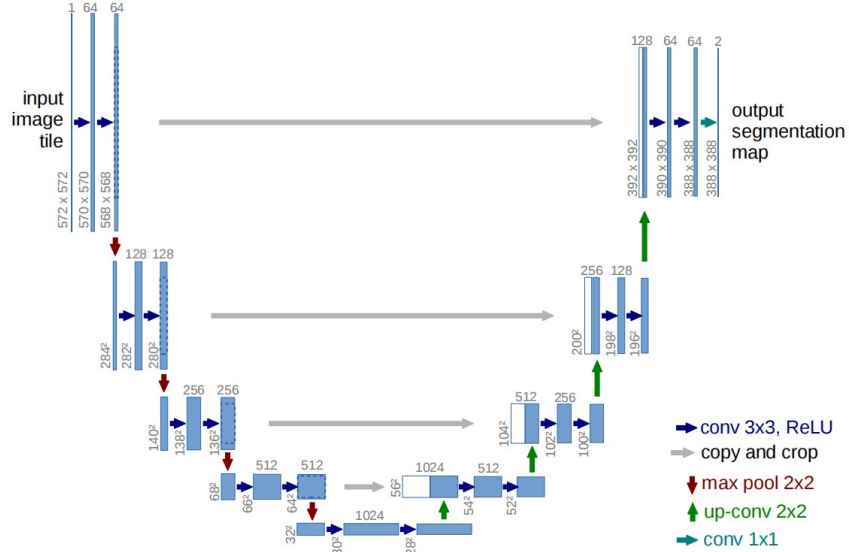 1 64 64
input
image
tile
572 x 572
570 x 570
568 x 568
128 128
284²
282²
280²
256 256
140²
138²
136²
512 512
68²
66²
64²
1024
32²
30²
28²
1024 512
56²
54²
52²
512 256
104²
102²
100²
256 128
200²
198²
196²
128 64 64 2
392 x 392
390 x 390
388 x 388
388 x 388
output
segmentation
map
conv 3x3, ReLU
copy and crop
max pool 2x2
up-conv 2x2
conv 1x1